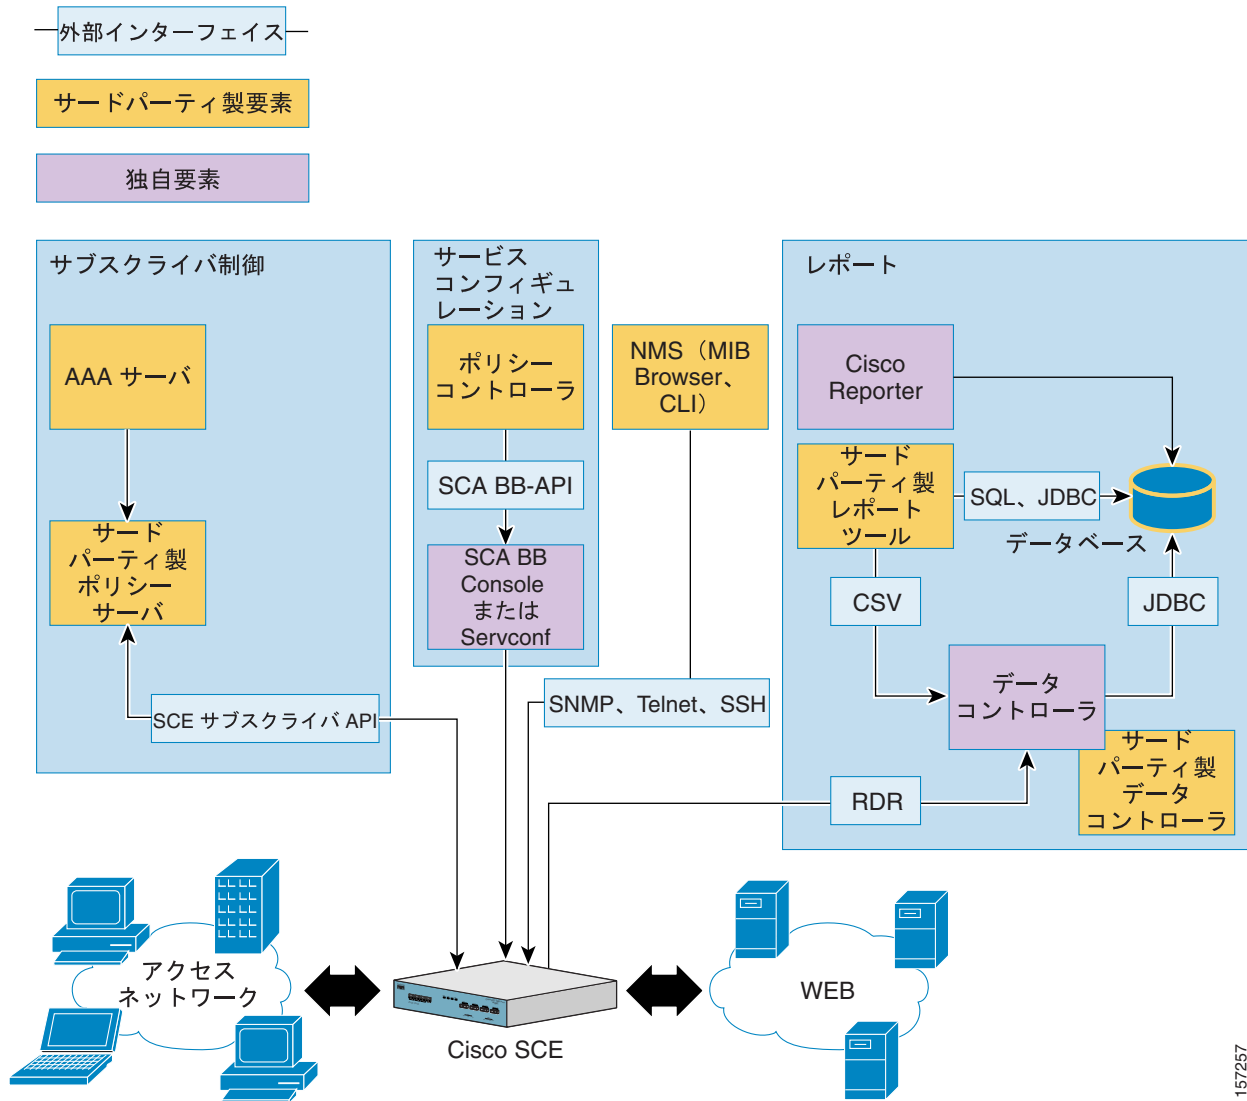 外部インターフェイス
サードパーティ製要素
独自要素
サブスクライバ制御
AAA サーバ
サード
パーティ製
ポリシー
サーバ
SCE サブスクライバ API
サービス
コンフィギュ
レーション
ポリシー
コントローラ
SCA BB-API
SCA BB
Console
または
Servconf
NMS（MIB
Browser、
CLI）
SNMP、Telnet、SSH
レポート
Cisco
Reporter
サード
パーティ製
レポート
ツール
SQL、JDBC
データベース
CSV
JDBC
データ
コントローラ
サード
パーティ製
データ
コントローラ
RDR
アクセス
ネットワーク
Cisco SCE
WEB
157257